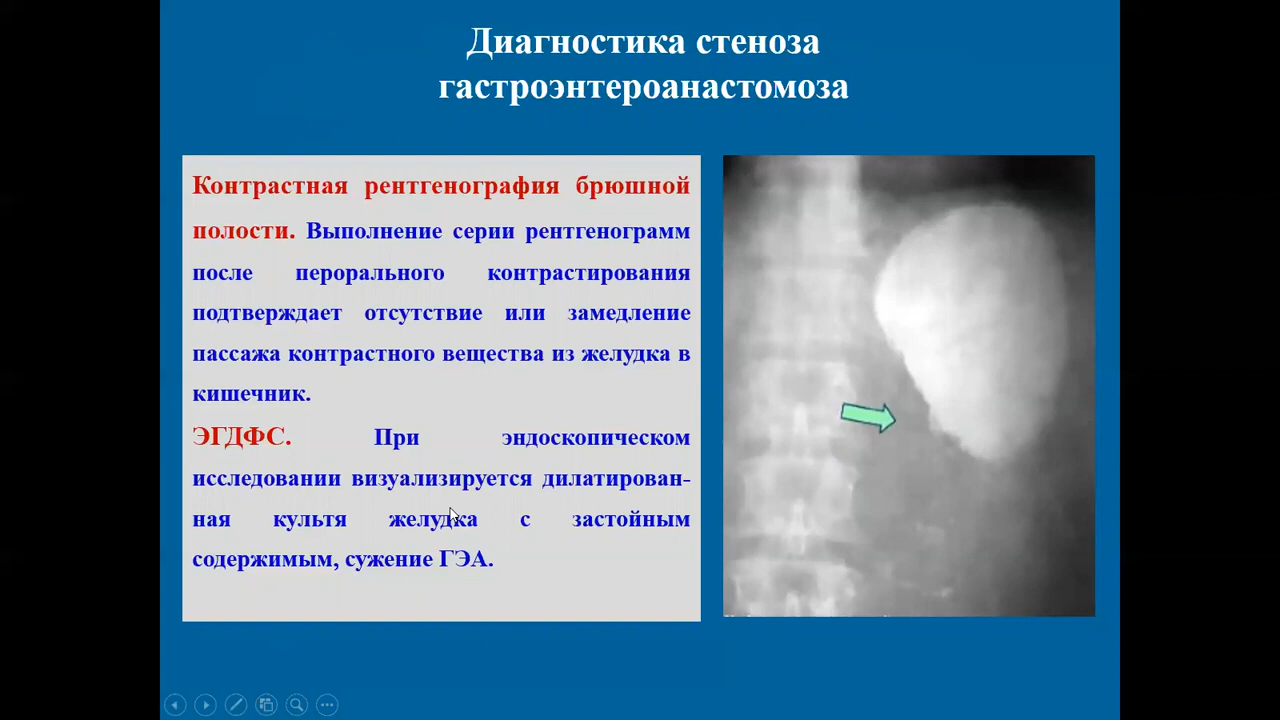 Диагностика стеноза
гастроэнтероанастомоза
Контрастная рентгенография брюшной
полости. Выполнение серии рентгенограмм
после перорального контрастирования
подтверждает отсутствие или замедление
пассажа контрастного вещества из желудка в
кишечник.
ЭГДФС. При эндоскопическом
исследовании визуализируется дилатирован-
ная культя желудка с застойным
содержимым, сужение ГЭА.